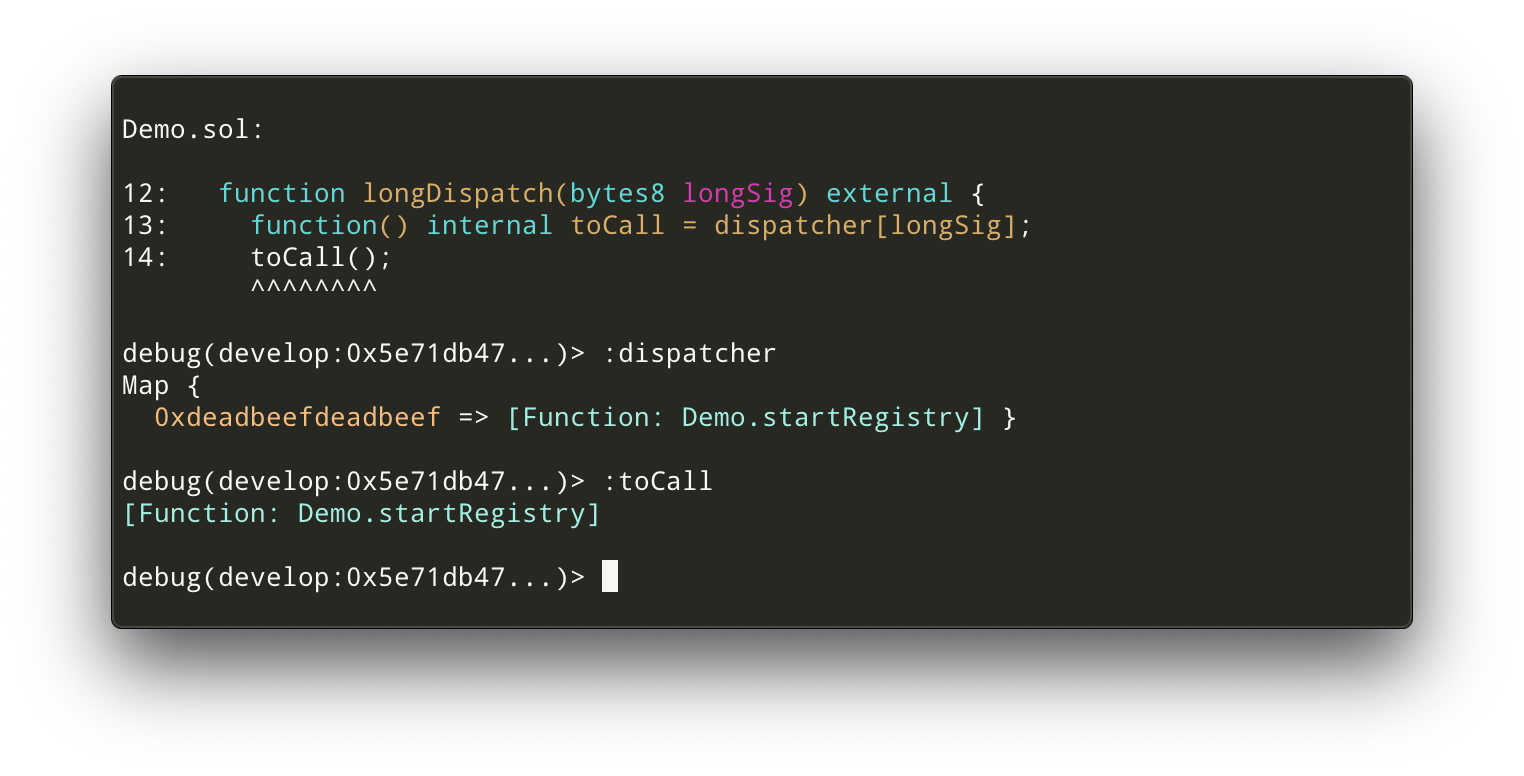 Demo.sol:
12:   function longDispatch(bytes8 longSig) external {
13:     function() internal toCall = dispatcher[longSig];
14:     toCall();
        ^^^^^^^^
debug(develop:0x5e71db47...)> :dispatcher
Map {
  0xdeadbeefdeadbeef => [Function: Demo.startRegistry] }
debug(develop:0x5e71db47...)> :toCall
[Function: Demo.startRegistry]
debug(develop:0x5e71db47...)>